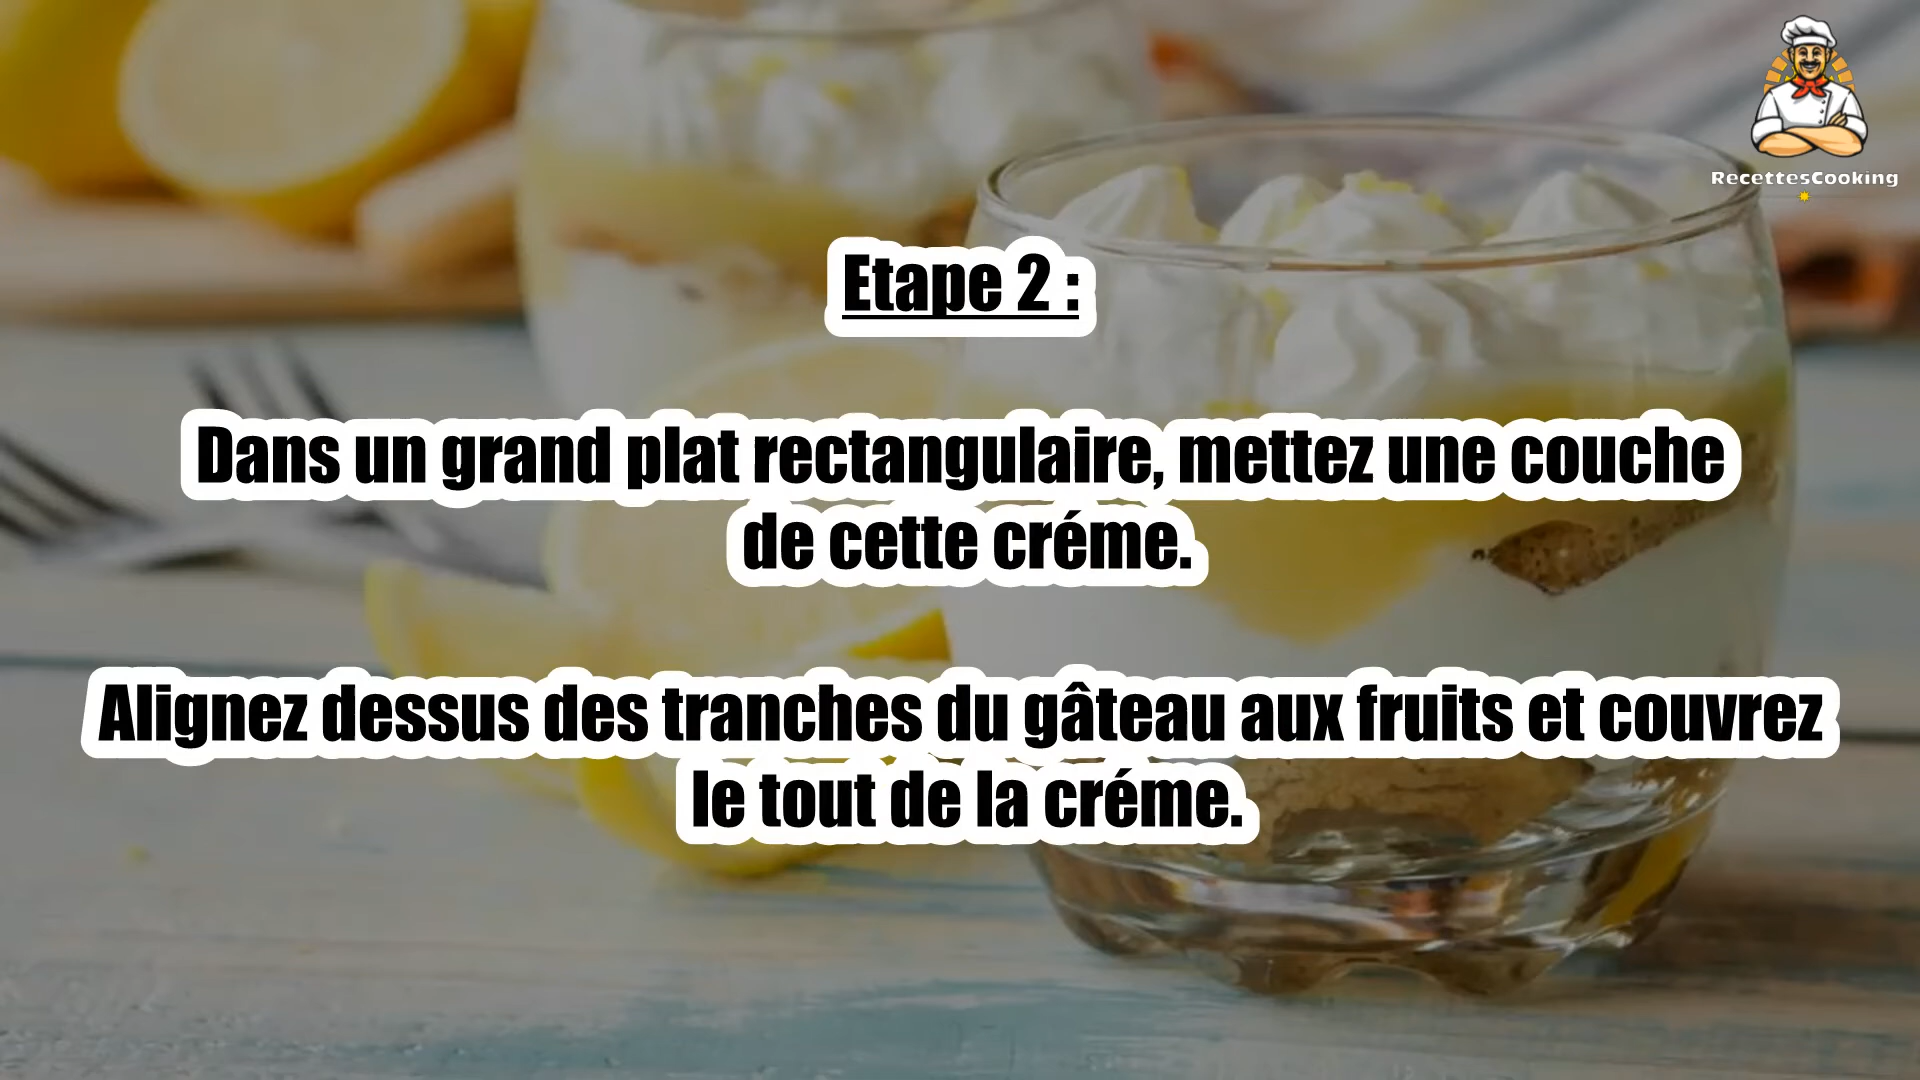 RecettesCooking
Etape 2 :
Dans un grand plat rectangulaire, mettez une couche
de cette créme.
Alignez dessus des tranches du gâteau aux fruits et couvrez
le tout de la créme.